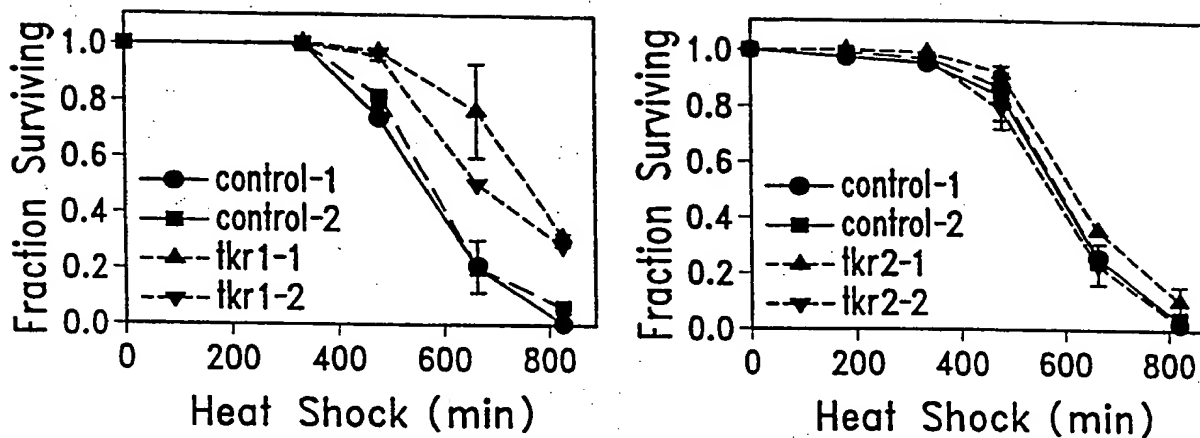 Fraction Surviving
1.0
0.8
0.6
0.4
0.2
0.0
control-1
control-2
tkr1-1
tkr1-2
0 200 400 600 800
Heat Shock (min)
Fraction Surviving
1.0
0.8
0.6
0.4
0.2
0.0
control-1
control-2
tkr2-1
tkr2-2
0 200 400 600 800
Heat Shock (min)